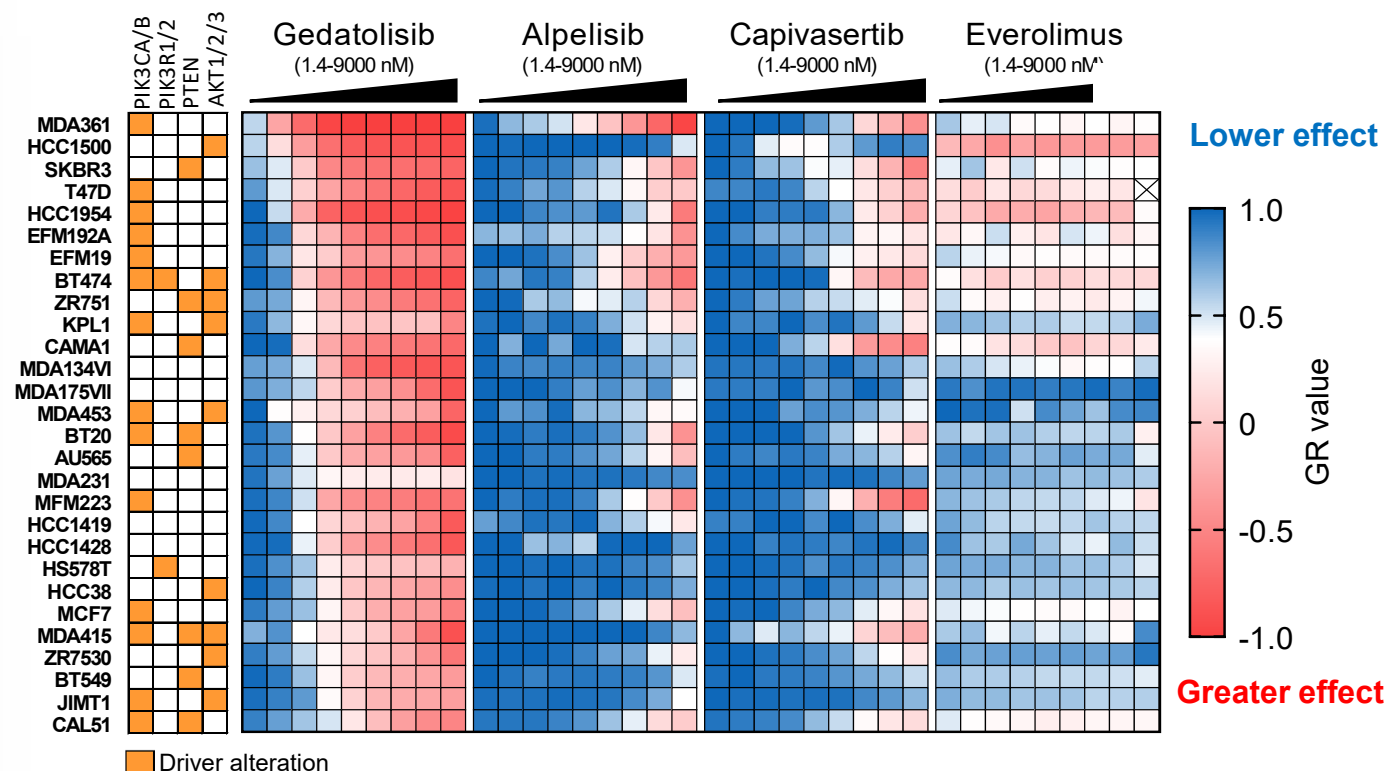 PIK3CA/B
PIK3R1/2
PTEN
AKT1/2/3
Gedatolisib
(1.4-9000 nM)
Alpelisib
(1.4-9000 nM)
Capivasertib
(1.4-9000 nM)
Everolimus
(1.4-9000
MDA361
HCC1500
SKBR3
T47D
HCC1954
EFM192A
EFM19
BT474
ZR751
KPL1
CAMA1
MDA134VI
MDA175VII
MDA453
BT20
AU565
MDA231
MFM223
HCC1419
HCC1428
HS578T
HCC38
MCF7
MDA415
ZR7530
BT549
JIMT1
CAL51
Driver alteration
Lower effect
1.0
0.5
0
-0.5
-1.0
GR value
Greater effect